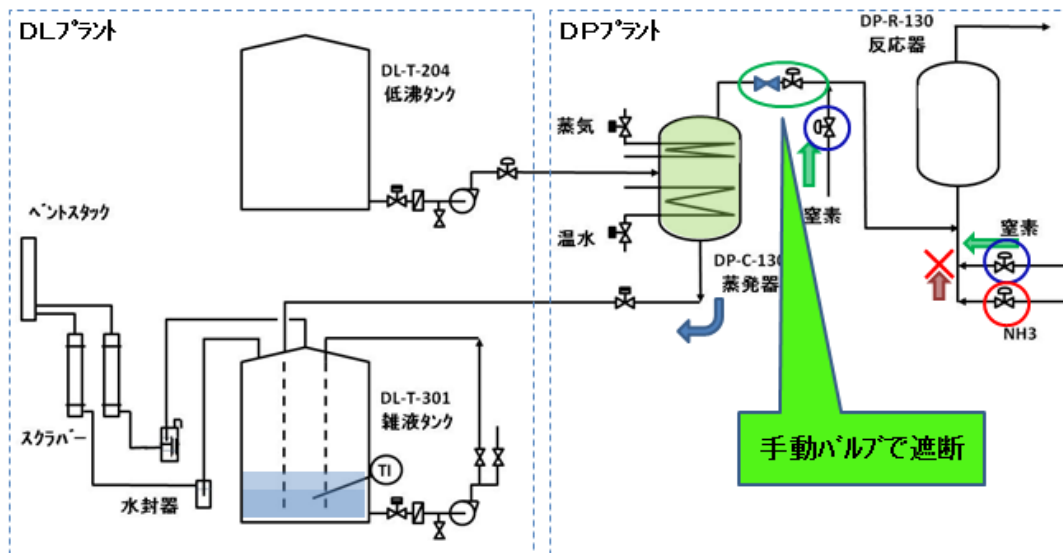 DLﾌﾟﾗﾝﾄ
DL-T-204
低沸タンク
ﾍﾞﾝﾄｽﾀｯｸ
ｽｸﾗﾊﾞｰ
水封器
DL-T-301
雑液タンク
TI
DPﾌﾟﾗﾝﾄ
DP-R-130
反応器
蒸気
温水
窒素
DP-C-130
蒸発器
窒素
NH3
手動ﾊﾞﾙﾌﾞで遮断